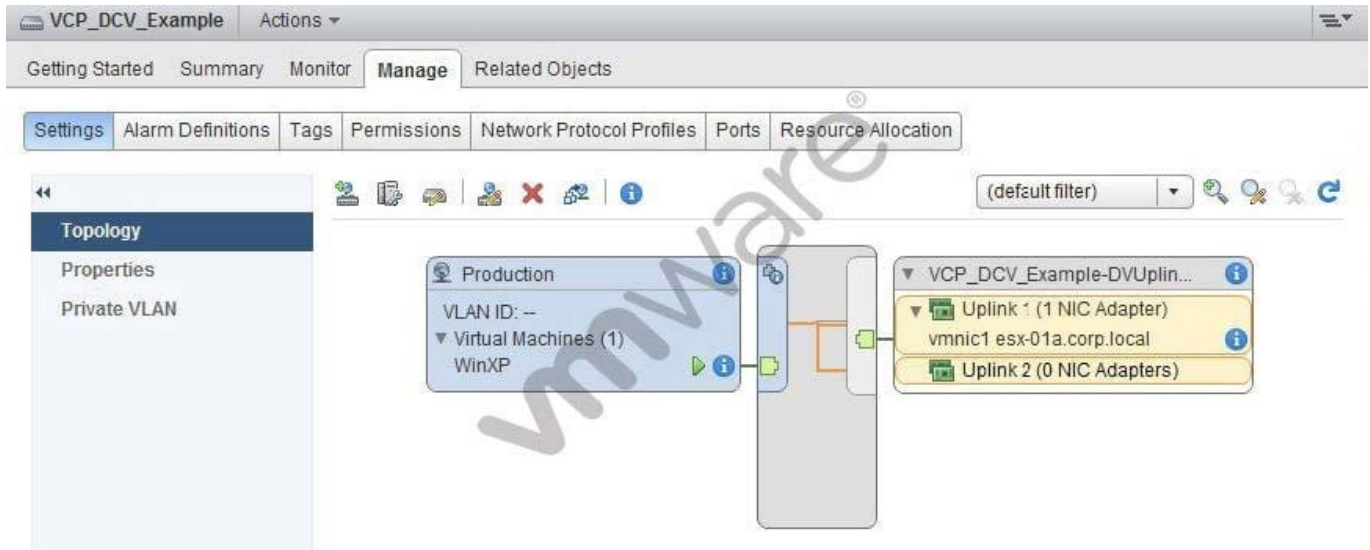 VCP_DCV_Example Actions
Getting Started Summary Monitor Manage Related Objects
Settings Alarm Definitions Tags Permissions Network Protocol Profiles Ports Resource Allocation
Topology
Properties
Private VLAN
(default filter)
Production
VLAN ID: --
Virtual Machines (1)
WinXP
VCP_DCV_Example-DVUplin...
Uplink 1 (1 NIC Adapter)
vmnic1 esx-01a.corp.local
Uplink 2 (0 NIC Adapters)
vmware®